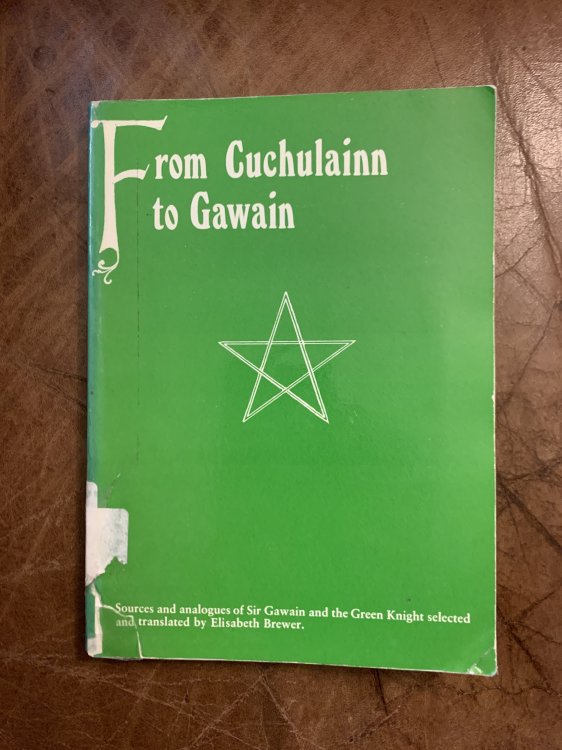 From Cuchulainn
to Gawain
Sources and analogues of Sir Gawain and the Green Knight selected
and translated by Elisabeth Brewer.